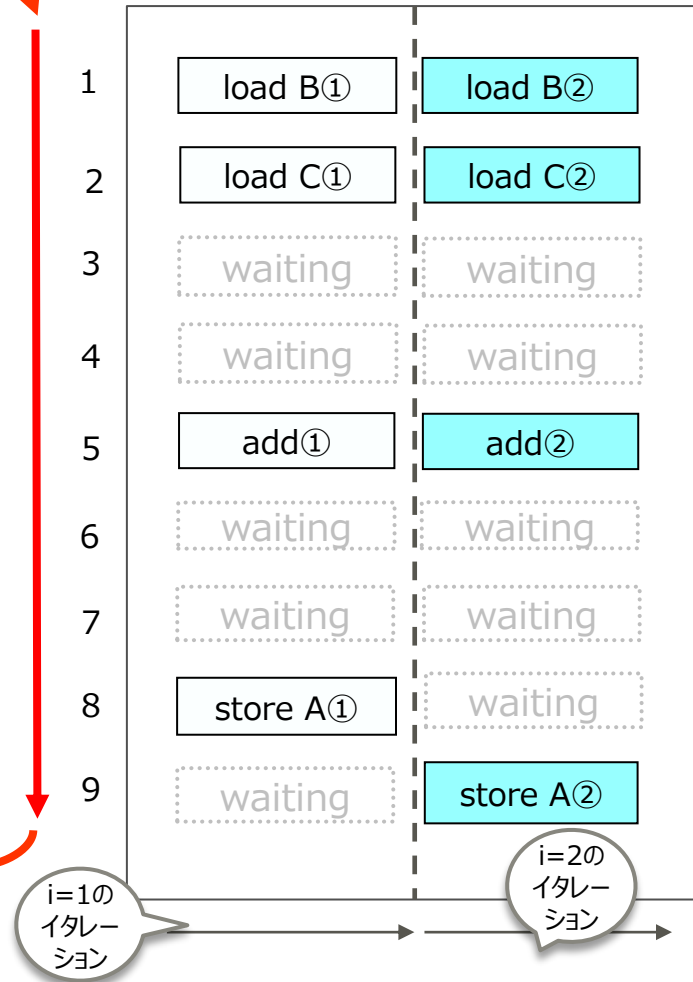 1 load B① load B②
2 load C① load C②
3 waiting waiting
4 waiting waiting
5 add① add②
6 waiting waiting
7 waiting waiting
8 store A① waiting
9 waiting store A②
i=1の
イタレー
ション
i=2の
イタレー
ション